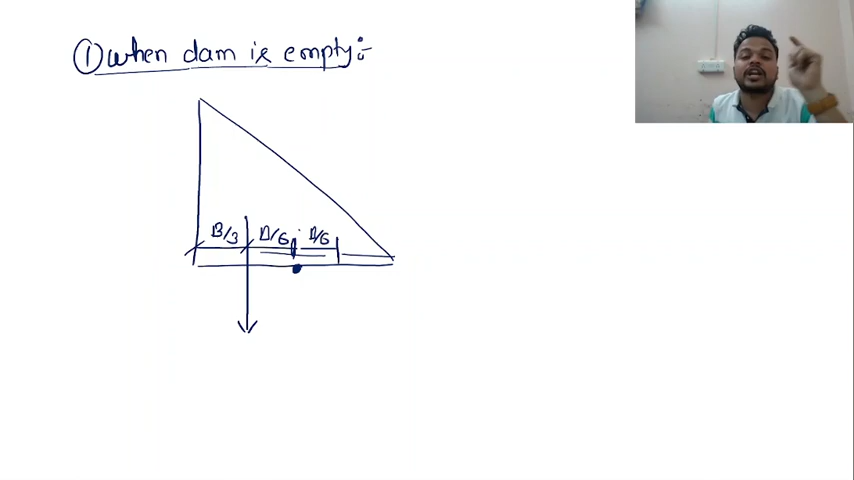 ① when dam is empty:-
B/3 B/6 B/6